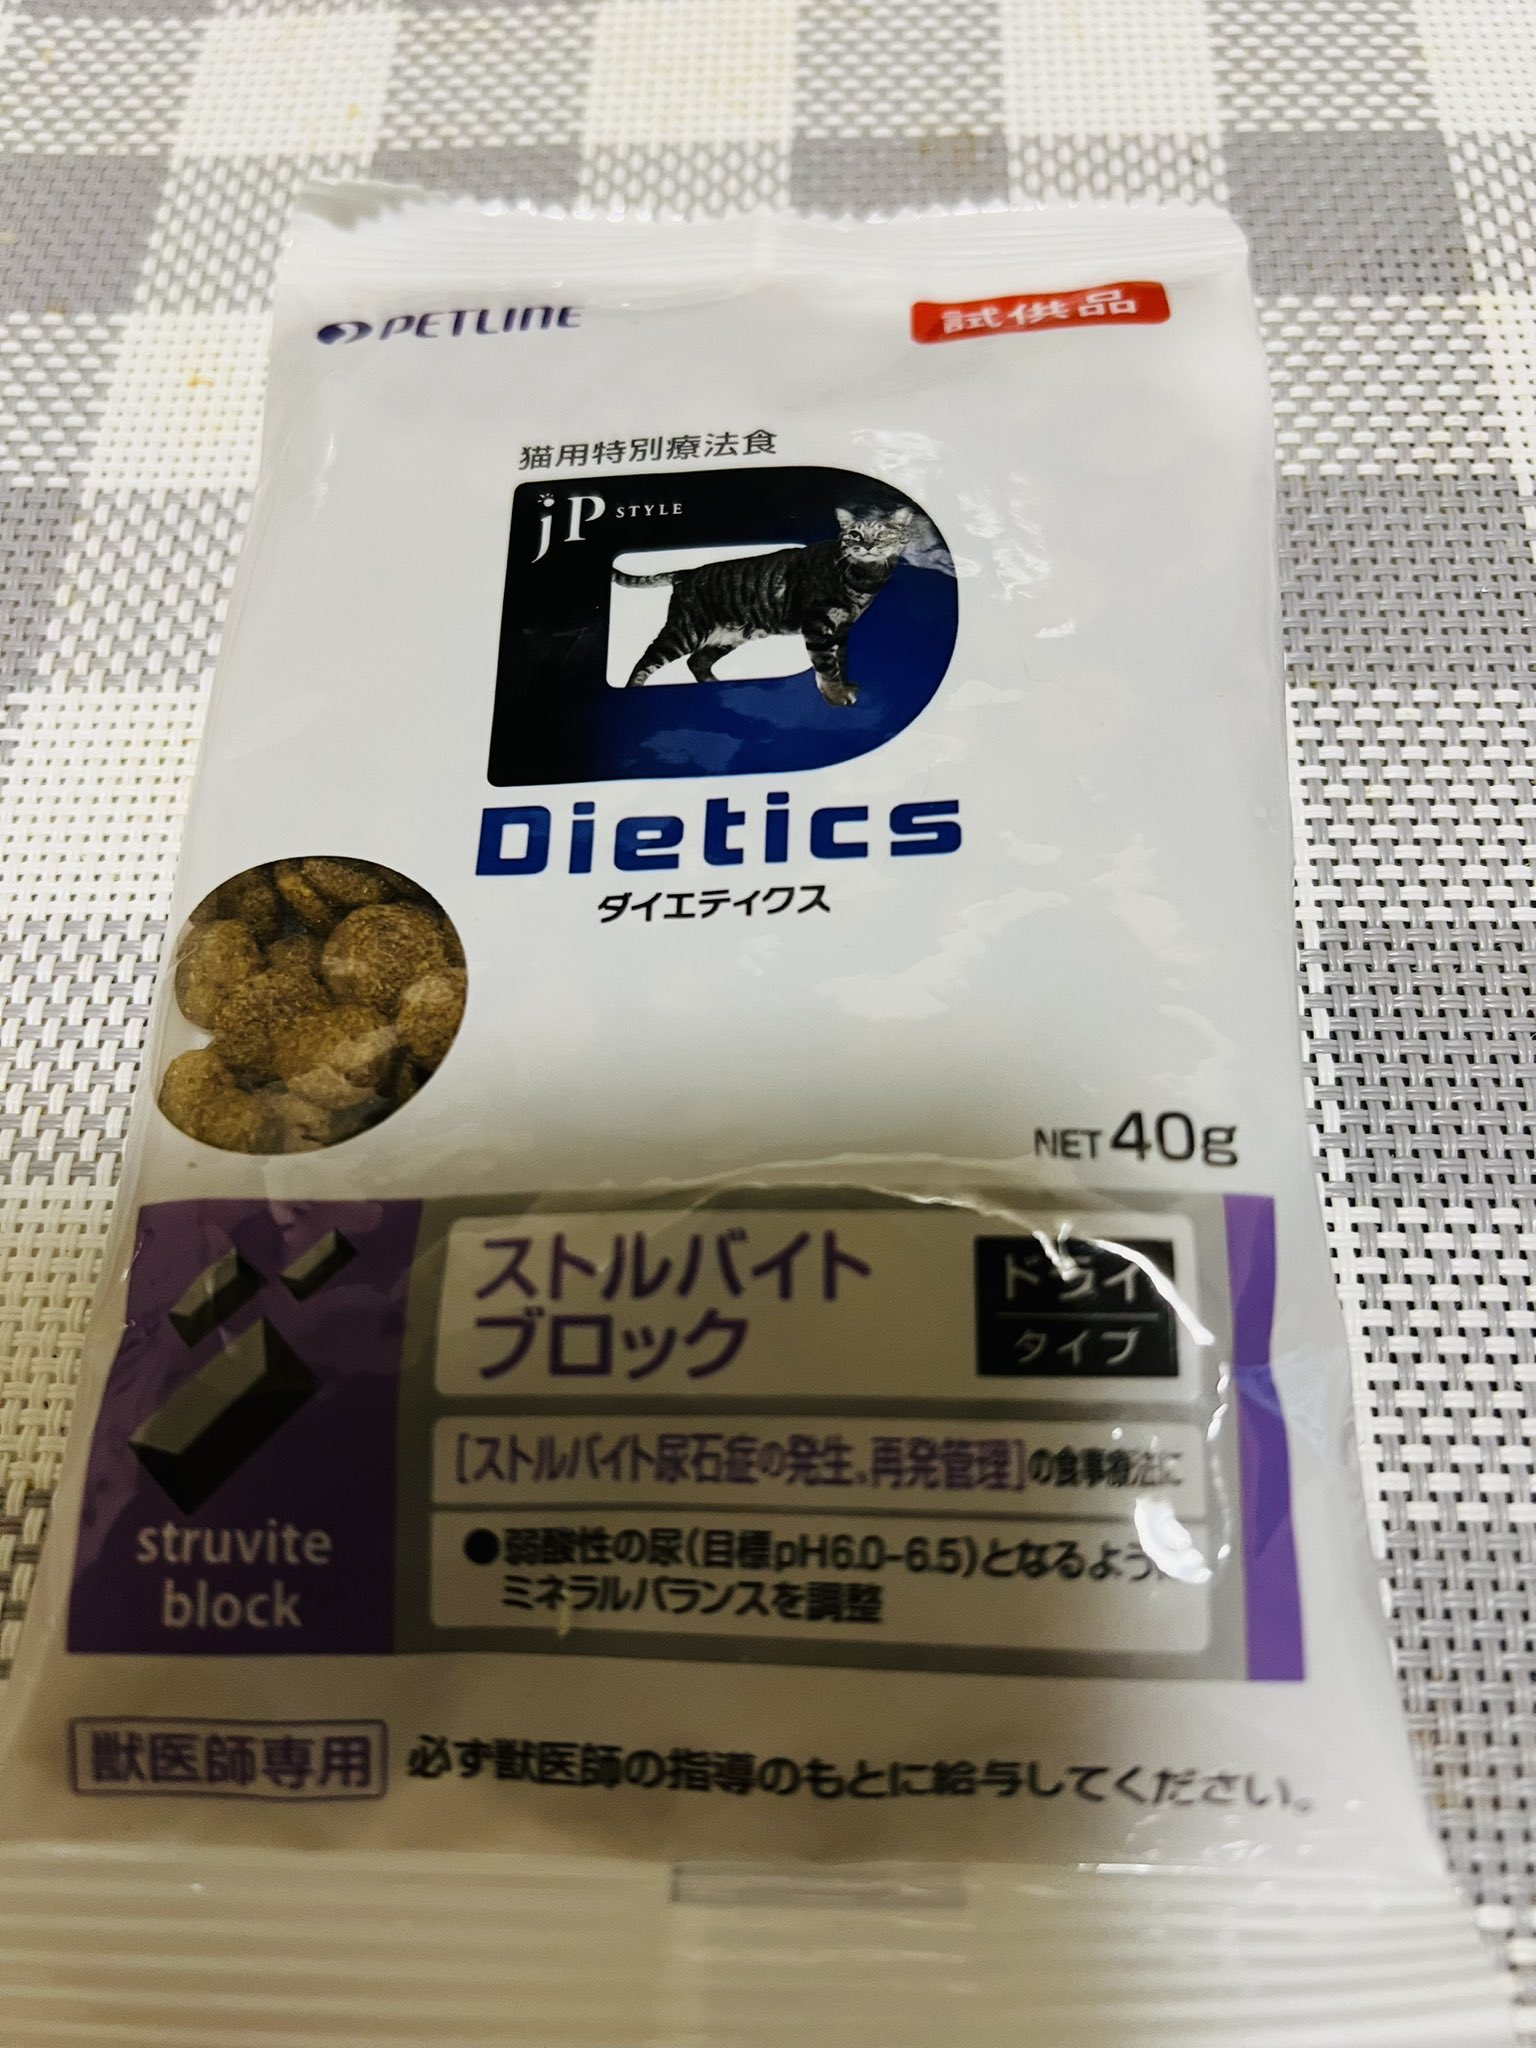 PETLINE
試供品
猫用特別療法食
jP STYLE
Dietics
ダイエティクス
NET 40g
ストルバイト
ブロック
ドライ
タイプ
[ストルバイト尿石症の発生、再発管理]の食事療法に
●弱酸性の尿(目標pH6.0-6.5)となるよう
ミネラルバランスを調整
struvite
block
獣医師専用 必ず獣医師の指導のもとに給与してください。